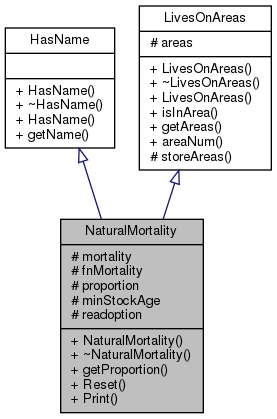 HasName
+ HasName()
+ ~HasName()
+ HasName()
+ getName()
LivesOnAreas
# areas
+ LivesOnAreas()
+ ~LivesOnAreas()
+ LivesOnAreas()
+ isInArea()
+ getAreas()
+ areaNum()
# storeAreas()
NaturalMortality
# mortality
# fnMortality
# proportion
# minStockAge
# readoption
+ NaturalMortality()
+ ~NaturalMortality()
+ getProportion()
+ Reset()
+ Print()